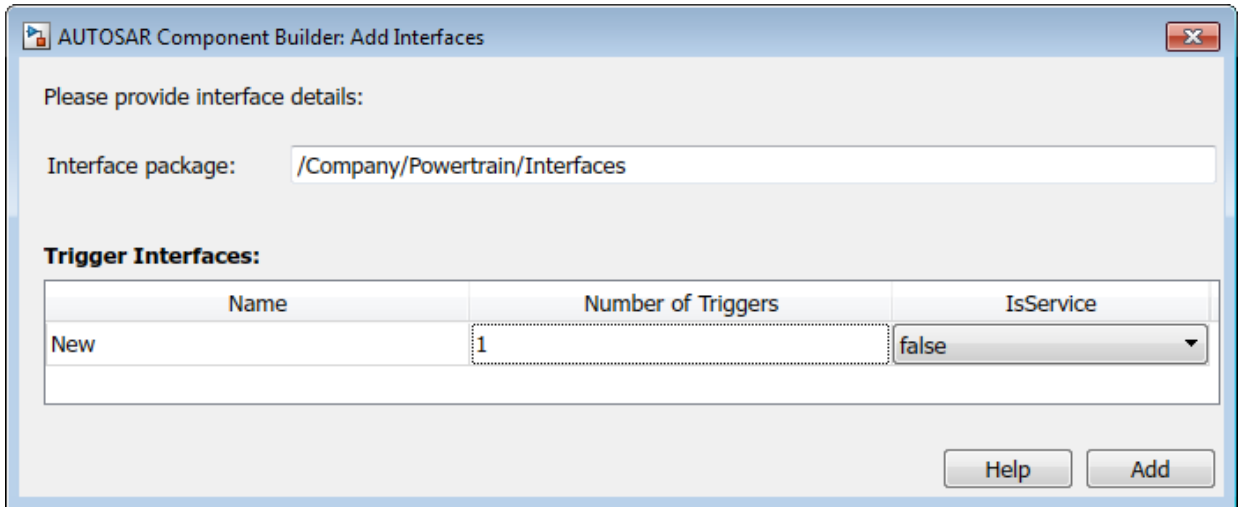 AUTOSAR Component Builder: Add Interfaces
Please provide interface details:
Interface package: /Company/Powertrain/Interfaces
Trigger Interfaces:
Name Number of Triggers IsService
New 1 false
Help Add